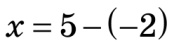 x = 5 − (−2)